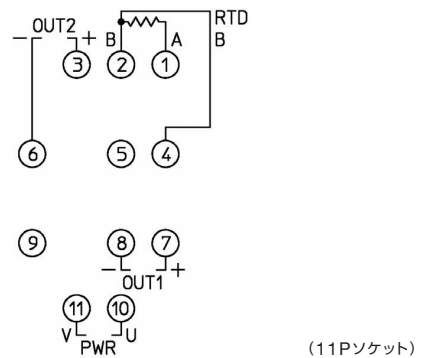 OUT2 RTD
− + B A B
③ ② ①
⑥ ⑤ ④
⑨ ⑧ ⑦
− +
OUT1
⑪ ⑩
V U
PWR
(11Pソケット)